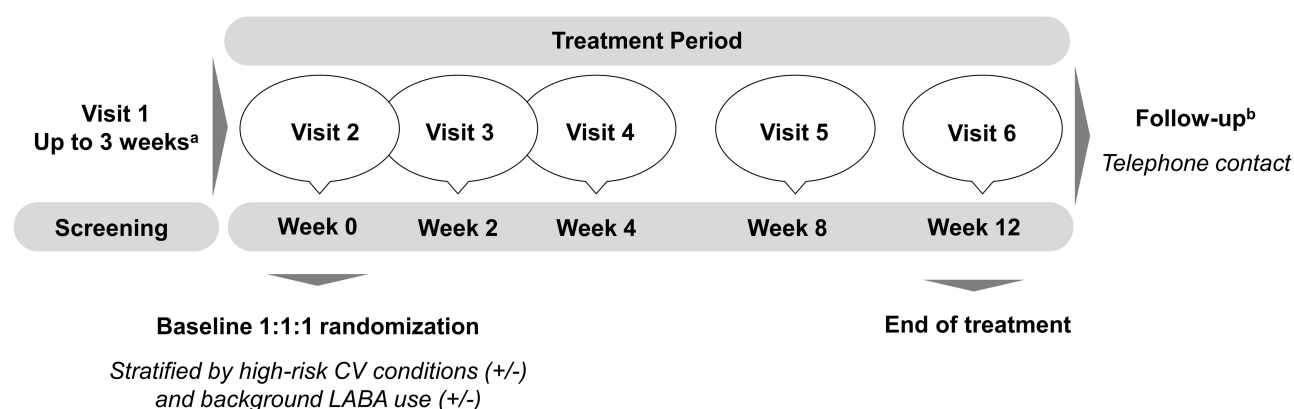 Treatment Period
Visit 1
Up to 3 weeksᵃ
Visit 2
Visit 3
Visit 4
Visit 5
Visit 6
Follow-upᵇ
Telephone contact
Screening
Week 0
Week 2
Week 4
Week 8
Week 12
Baseline 1:1:1 randomization
Stratified by high-risk CV conditions (+/-)
and background LABA use (+/-)
End of treatment